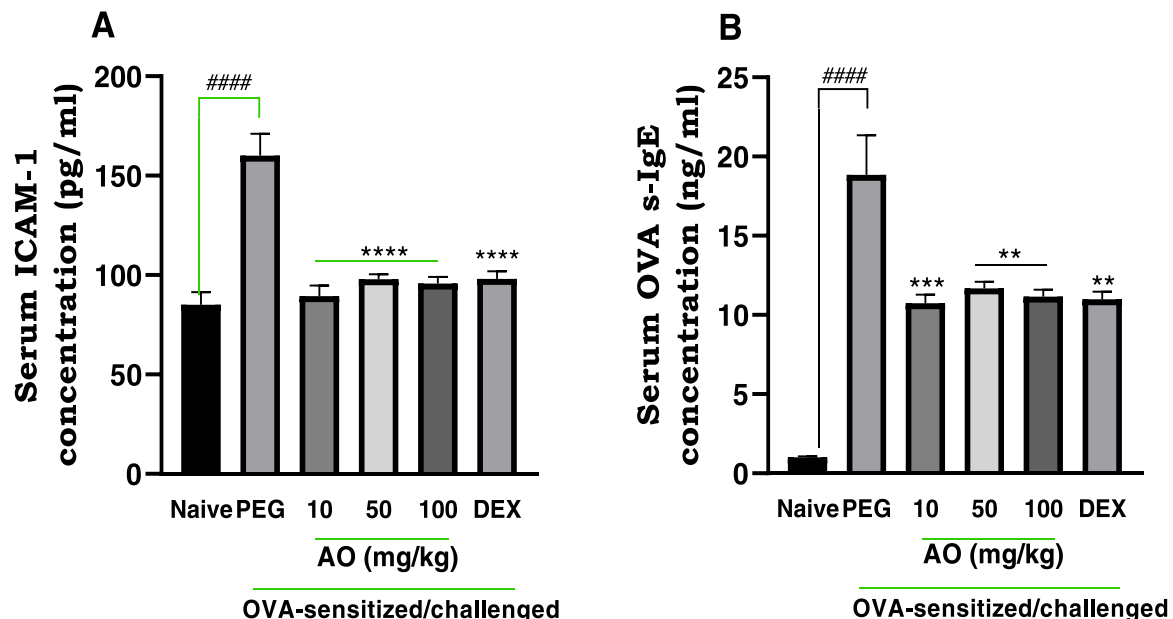 A
Serum ICAM-1
concentration (pg/ml)
200
150
100
50
0
####
****
****
Naive PEG 10 50 100 DEX
AO (mg/kg)
OVA-sensitized/challenged
B
Serum OVA s-IgE
concentration (ng/ml)
25
20
15
10
5
0
####
***
**
**
Naive PEG 10 50 100 DEX
AO (mg/kg)
OVA-sensitized/challenged